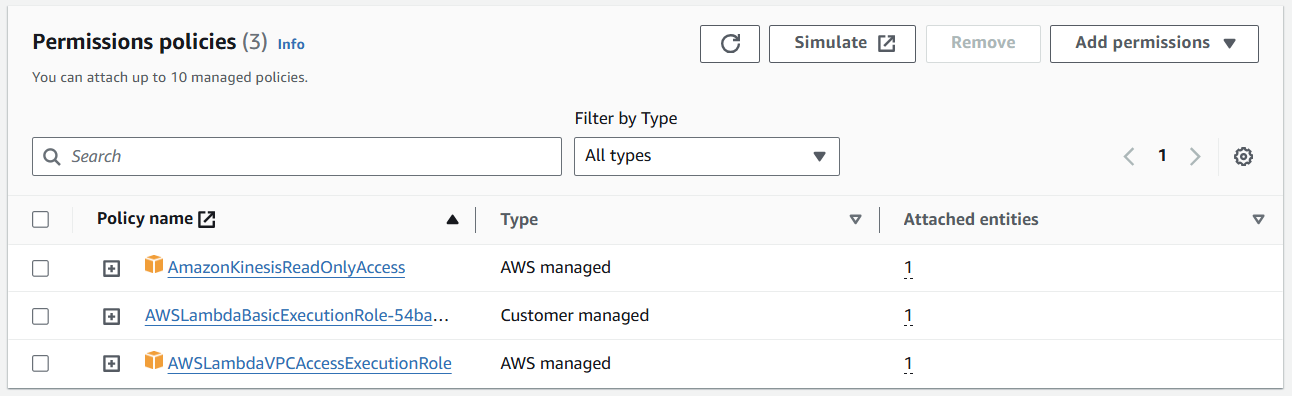 Permissions policies (3) Info
Simulate
Remove
Add permissions
You can attach up to 10 managed policies.
Filter by Type
Search
All types
1
Policy name
Type
Attached entities
AmazonKinesisReadOnlyAccess
AWS managed
1
AWSLambdaBasicExecutionRole-54ba...
Customer managed
1
AWSLambdaVPCAccessExecutionRole
AWS managed
1